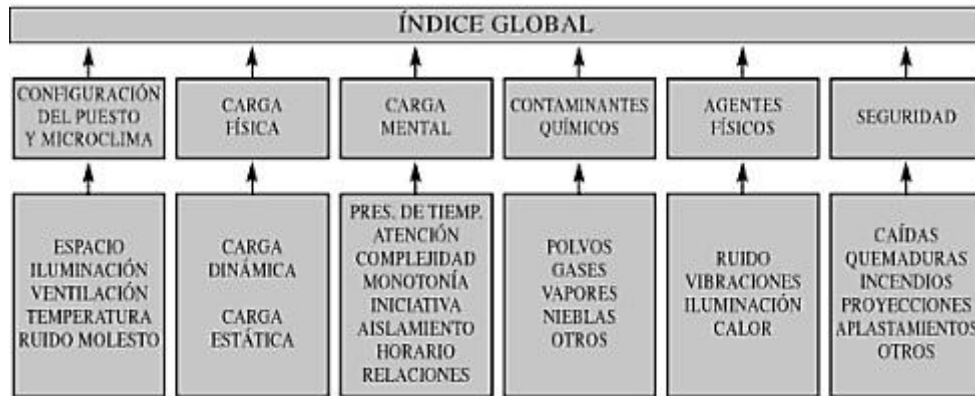 ÍNDICE GLOBAL
CONFIGURACIÓN
DEL PUESTO
Y MICROCLIMA
CARGA
FÍSICA
CARGA
MENTAL
CONTAMINANTES
QUÍMICOS
AGENTES
FÍSICOS
SEGURIDAD
ESPACIO
ILUMINACIÓN
VENTILACIÓN
TEMPERATURA
RUIDO MOLESTO
CARGA
DINÁMICA
CARGA
ESTÁTICA
PRES. DE TIEMP.
ATENCIÓN
COMPLEJIDAD
MONOTONÍA
INICIATIVA
AISLAMIENTO
HORARIO
RELACIONES
POLVOS
GASES
VAPORES
NIEBLAS
OTROS
RUIDO
VIBRACIONES
ILUMINACIÓN
CALOR
CAÍDAS
QUEMADURAS
INCENDIOS
PROYECCIONES
APLASTAMIENTOS
OTROS